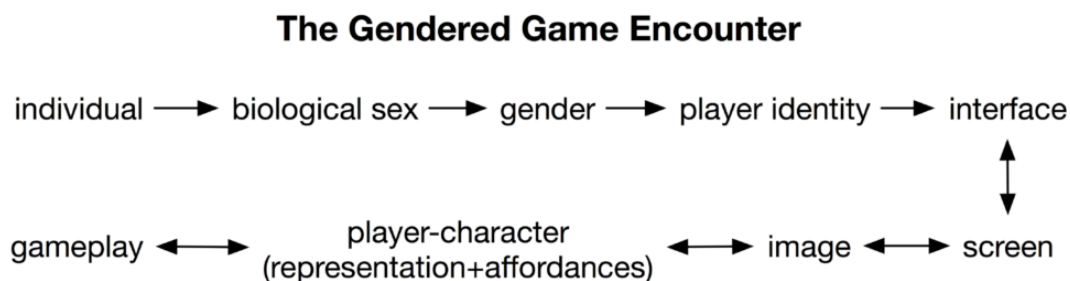 The Gendered Game Encounter
individual biological sex gender player identity interface
gameplay player-character (representation+affordances) image screen